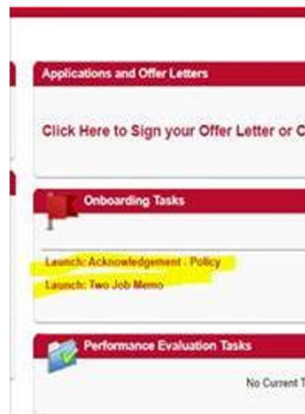 Applications and Offer Letters
Click Here to Sign your Offer Letter or C
Onboarding Tasks
Launch: Acknowledgement - Policy
Launch: Two Job Memo
Performance Evaluation Tasks
No Current T